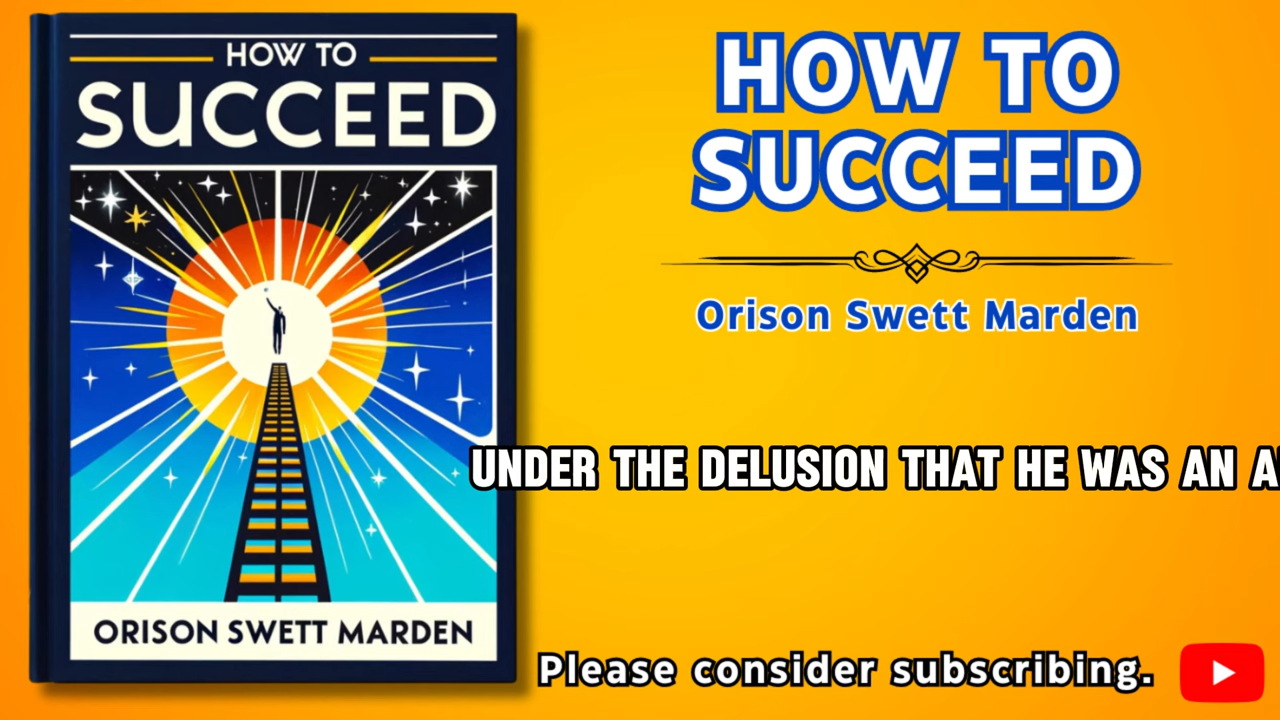 HOW TO
SUCCEED
ORISON SWETT MARDEN
HOW TO
SUCCEED
Orison Swett Marden
UNDER THE DELUSION THAT HE WAS AN
Please consider subscribing.